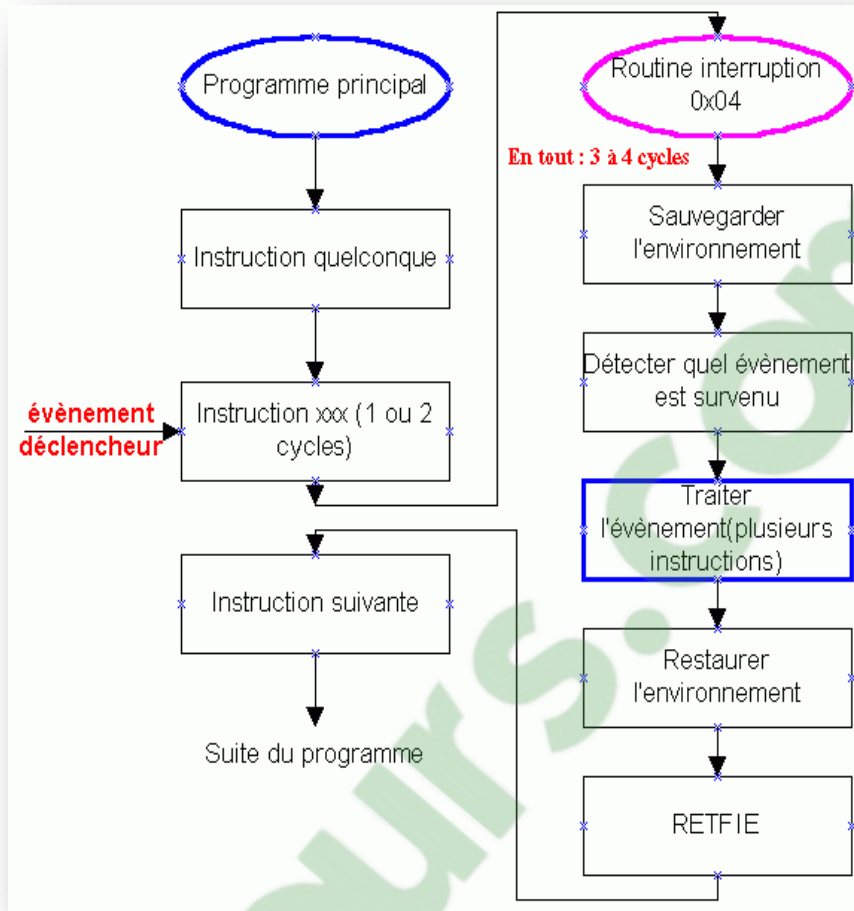 Programme principal
Instruction quelconque
évènement
déclencheur
Instruction xxx (1 ou 2
cycles)
Instruction suivante
Suite du programme
Routine interruption
0x04
En tout : 3 à 4 cycles
Sauvegarder
l'environnement
Détecter quel évènement
est survenu
Traiter
l'évènement(plusieurs
instructions)
Restaurer
l'environnement
RETFIE
urs.com